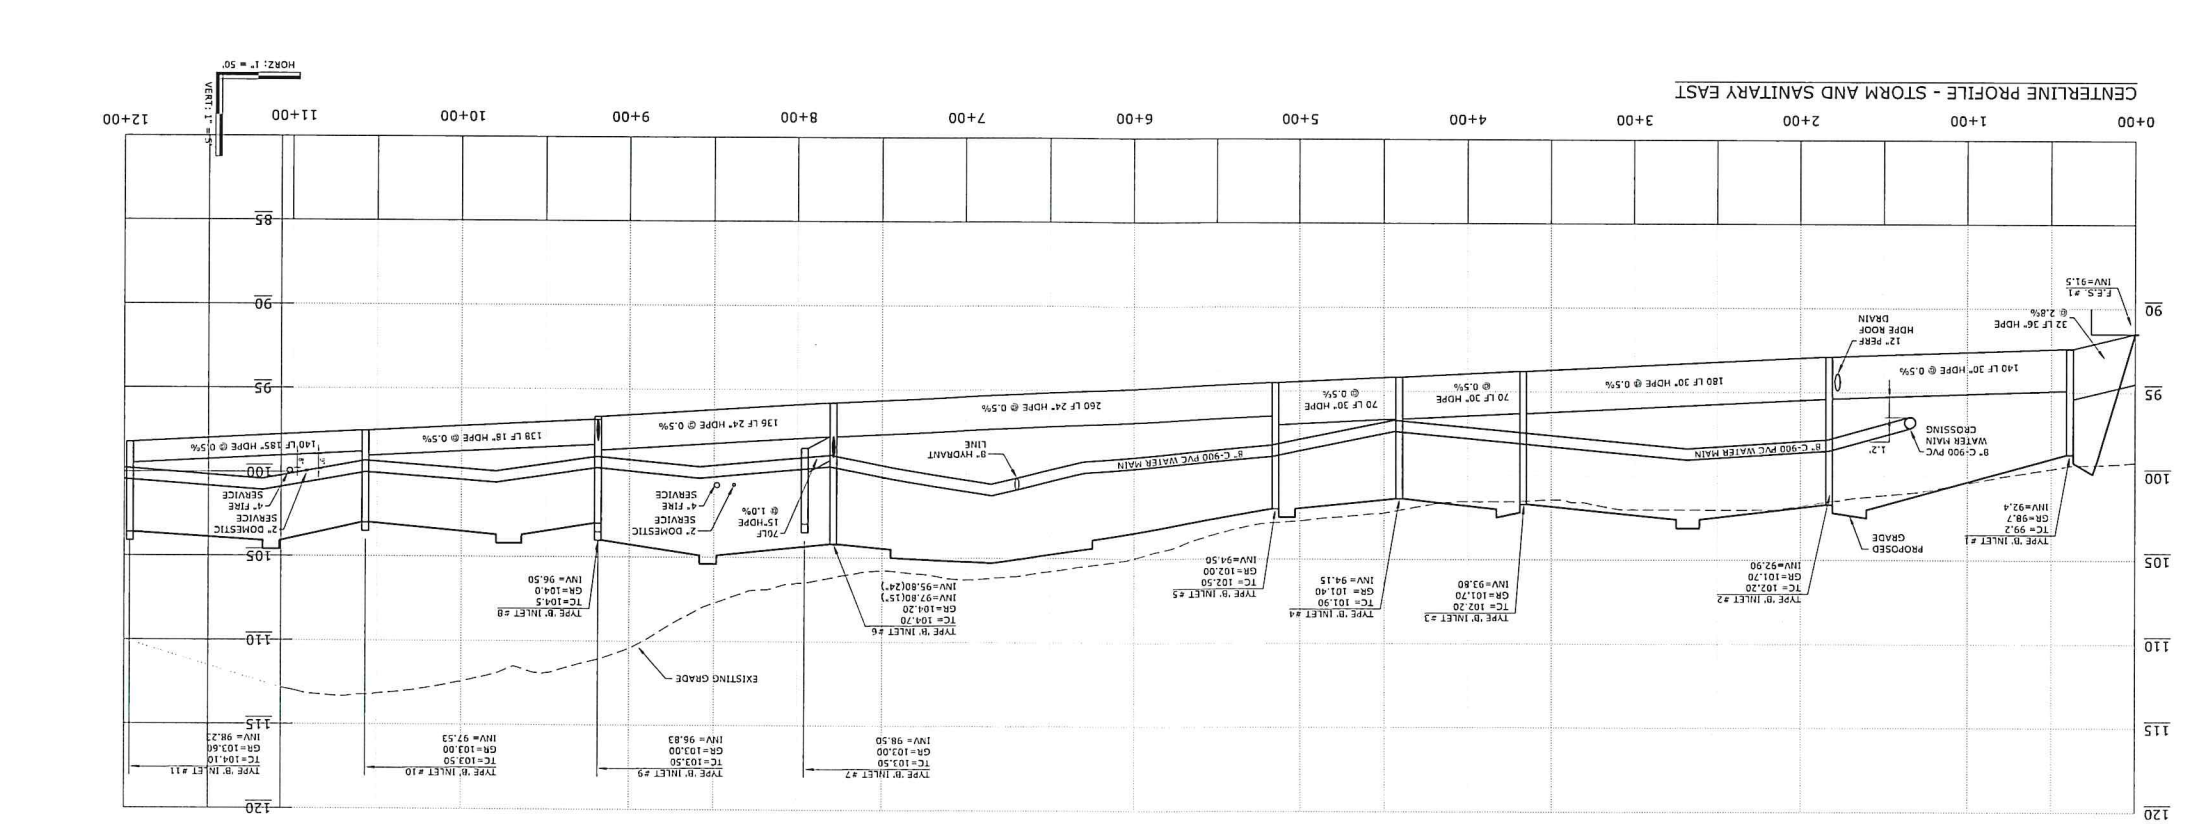 120
120
TYPE 'B' INLET #7
TC=103.50
GR=103.00
INV= 98.50
TYPE 'B' INLET #9
TC=103.50
GR=103.00
INV= 96.83
TYPE 'B' INLET #10
TC=103.50
GR=103.00
INV= 97.53
TYPE 'B' INLET #11
TC=104.10
GR=103.60
INV= 98.23
115
115
EXISTING GRADE
110
110
TYPE 'B' INLET #1
TC= 99.2
GR=98.7
INV=92.4
TYPE 'B' INLET #2
TC= 102.20
GR=101.70
INV=92.90
TYPE 'B' INLET #3
TC= 102.20
GR=101.70
INV=93.80
TYPE 'B' INLET #4
TC= 101.90
GR= 101.40
INV= 94.15
TYPE 'B' INLET #5
TC= 102.50
GR=102.00
INV=94.50
TYPE 'B' INLET #6
TC= 104.70
GR=104.20
INV=97.80(15")
INV=95.80(24")
TYPE 'B' INLET #8
TC=104.5
GR=104.0
INV= 96.50
105
105
PROPOSED
GRADE
70LF
15"HDPE
@ 1.0%
2" DOMESTIC
SERVICE
4" FIRE
SERVICE
2" DOMESTIC
SERVICE
4" FIRE
SERVICE
100
100
8" C-900 PVC
WATER MAIN
CROSSING
1.2'
8" C-900 PVC WATER MAIN
8" C-900 PVC WATER MAIN
8" HYDRANT
LINE
32 LF 36" HDPE
@ 2.8%
140 LF 30" HDPE @ 0.5%
12" PERF
HDPE ROOF
DRAIN
180 LF 30" HDPE @ 0.5%
70 LF 30" HDPE
@ 0.5%
70 LF 30" HDPE
@ 0.5%
260 LF 24" HDPE @ 0.5%
136 LF 24" HDPE @ 0.5%
139 LF 18" HDPE @ 0.5%
140'LF 185" HDPE @ 0.5%
95
95
F.E.S. #1
INV=91.5
90
90
85
0+00
1+00
2+00
3+00
4+00
5+00
6+00
7+00
8+00
9+00
10+00
11+00
12+00
CENTERLINE PROFILE - STORM AND SANITARY EAST
VERT: 1" = 5'
HORZ: 1" = 50'